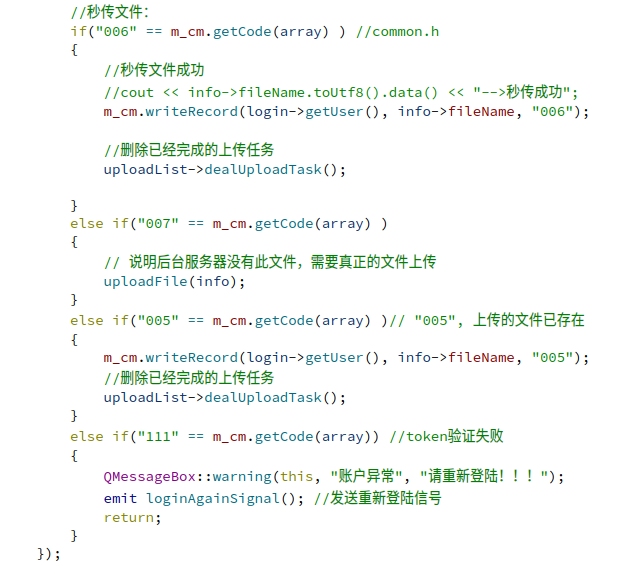 //秒传文件：
if("006" == m_cm.getCode(array) ) //common.h
{
//秒传文件成功
//cout << info->fileName.toUtf8().data() << "-->秒传成功";
m_cm.writeRecord(login->getUser(), info->fileName, "006");
//删除已经完成的上传任务
uploadList->dealUploadTask();
}
else if("007" == m_cm.getCode(array) )
{
// 说明后台服务器没有此文件，需要真正的文件上传
uploadFile(info);
}
else if("005" == m_cm.getCode(array) )// "005", 上传的文件已存在
{
m_cm.writeRecord(login->getUser(), info->fileName, "005");
//删除已经完成的上传任务
uploadList->dealUploadTask();
}
else if("111" == m_cm.getCode(array)) //token验证失败
{
QMessageBox::warning(this, "账户异常", "请重新登陆！！！");
emit loginAgainSignal(); //发送重新登陆信号
return;
}
});